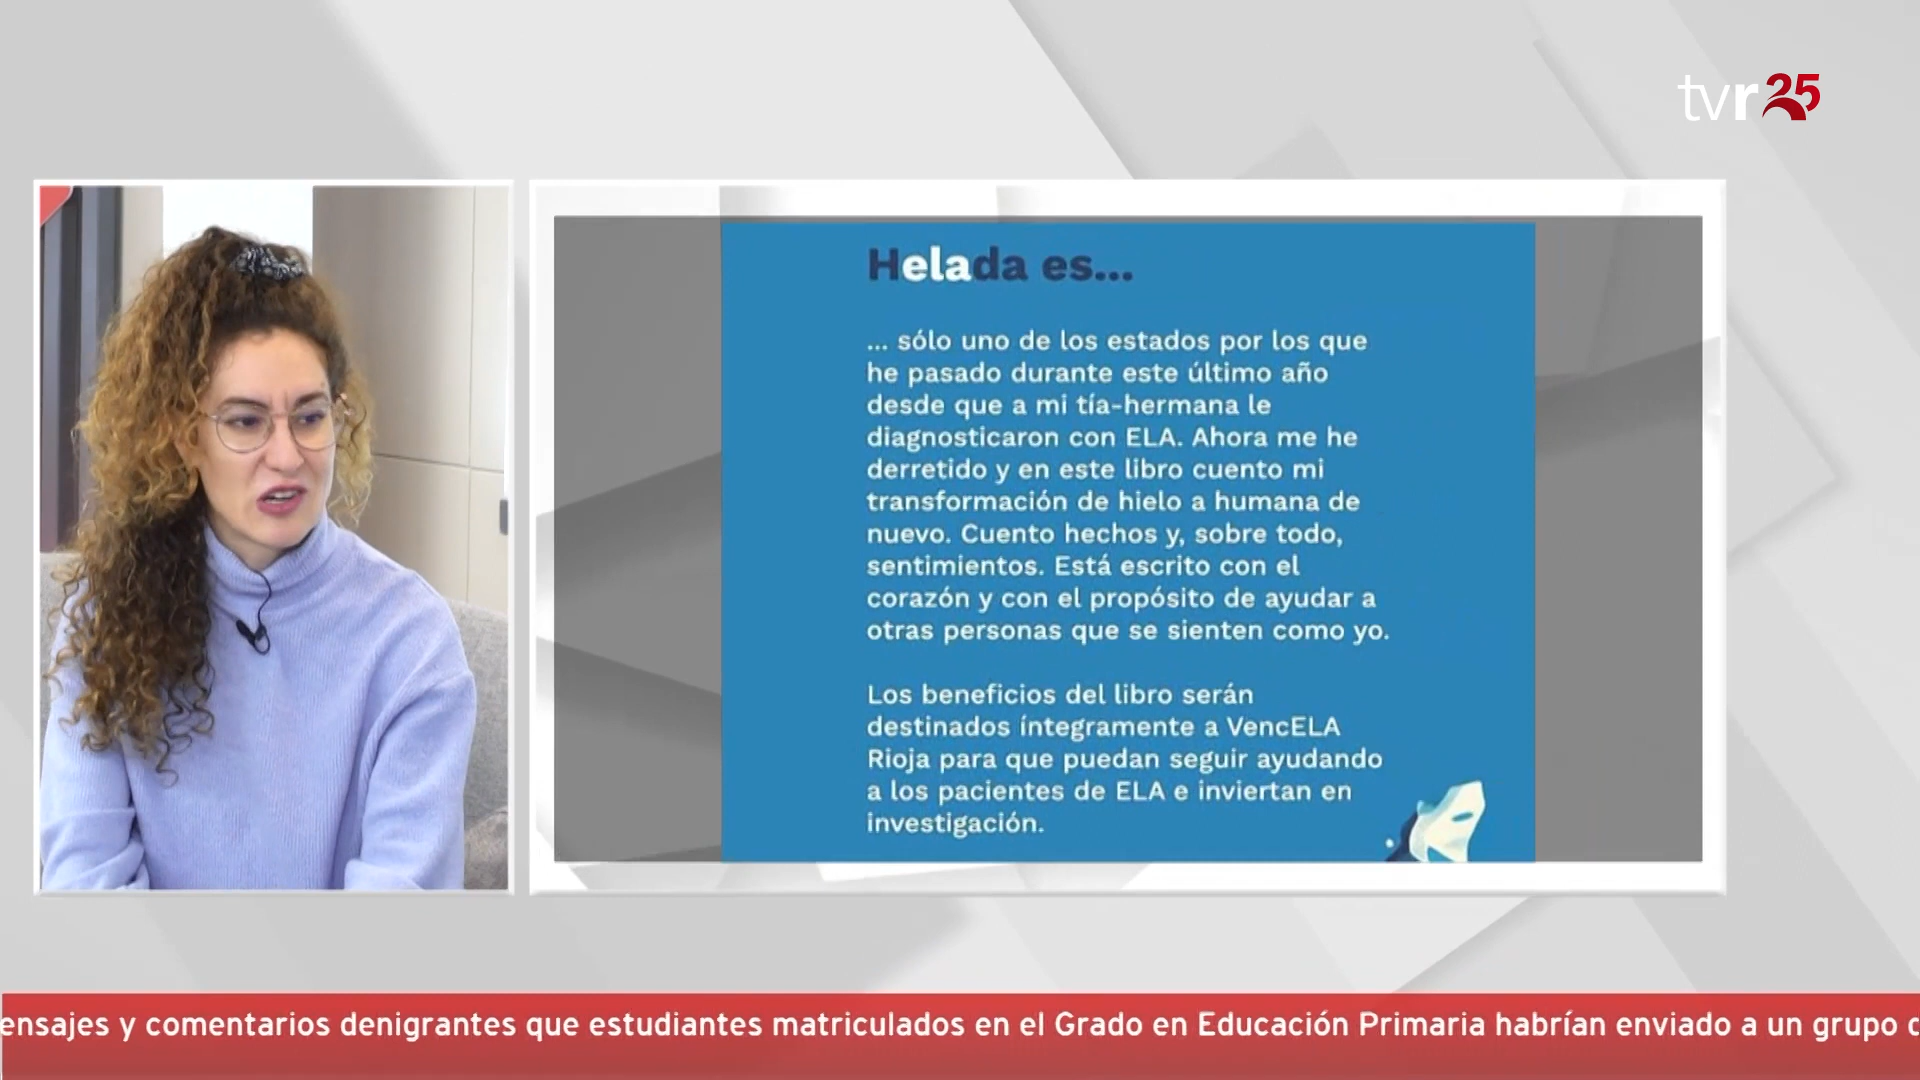 tvr25
Helada es...
... sólo uno de los estados por los que
he pasado durante este último año
desde que a mi tía-hermana le
diagnosticaron con ELA. Ahora me he
derretido y en este libro cuento mi
transformación de hielo a humana de
nuevo. Cuento hechos y, sobre todo,
sentimientos. Está escrito con el
corazón y con el propósito de ayudar a
otras personas que se sienten como yo.
Los beneficios del libro serán
destinados íntegramente a VencELA
Rioja para que puedan seguir ayudando
a los pacientes de ELA e inviertan en
investigación.
y comentarios denigrantes que estudiantes matriculados en el Grado en Educación Primaria habrían enviado a un grupo